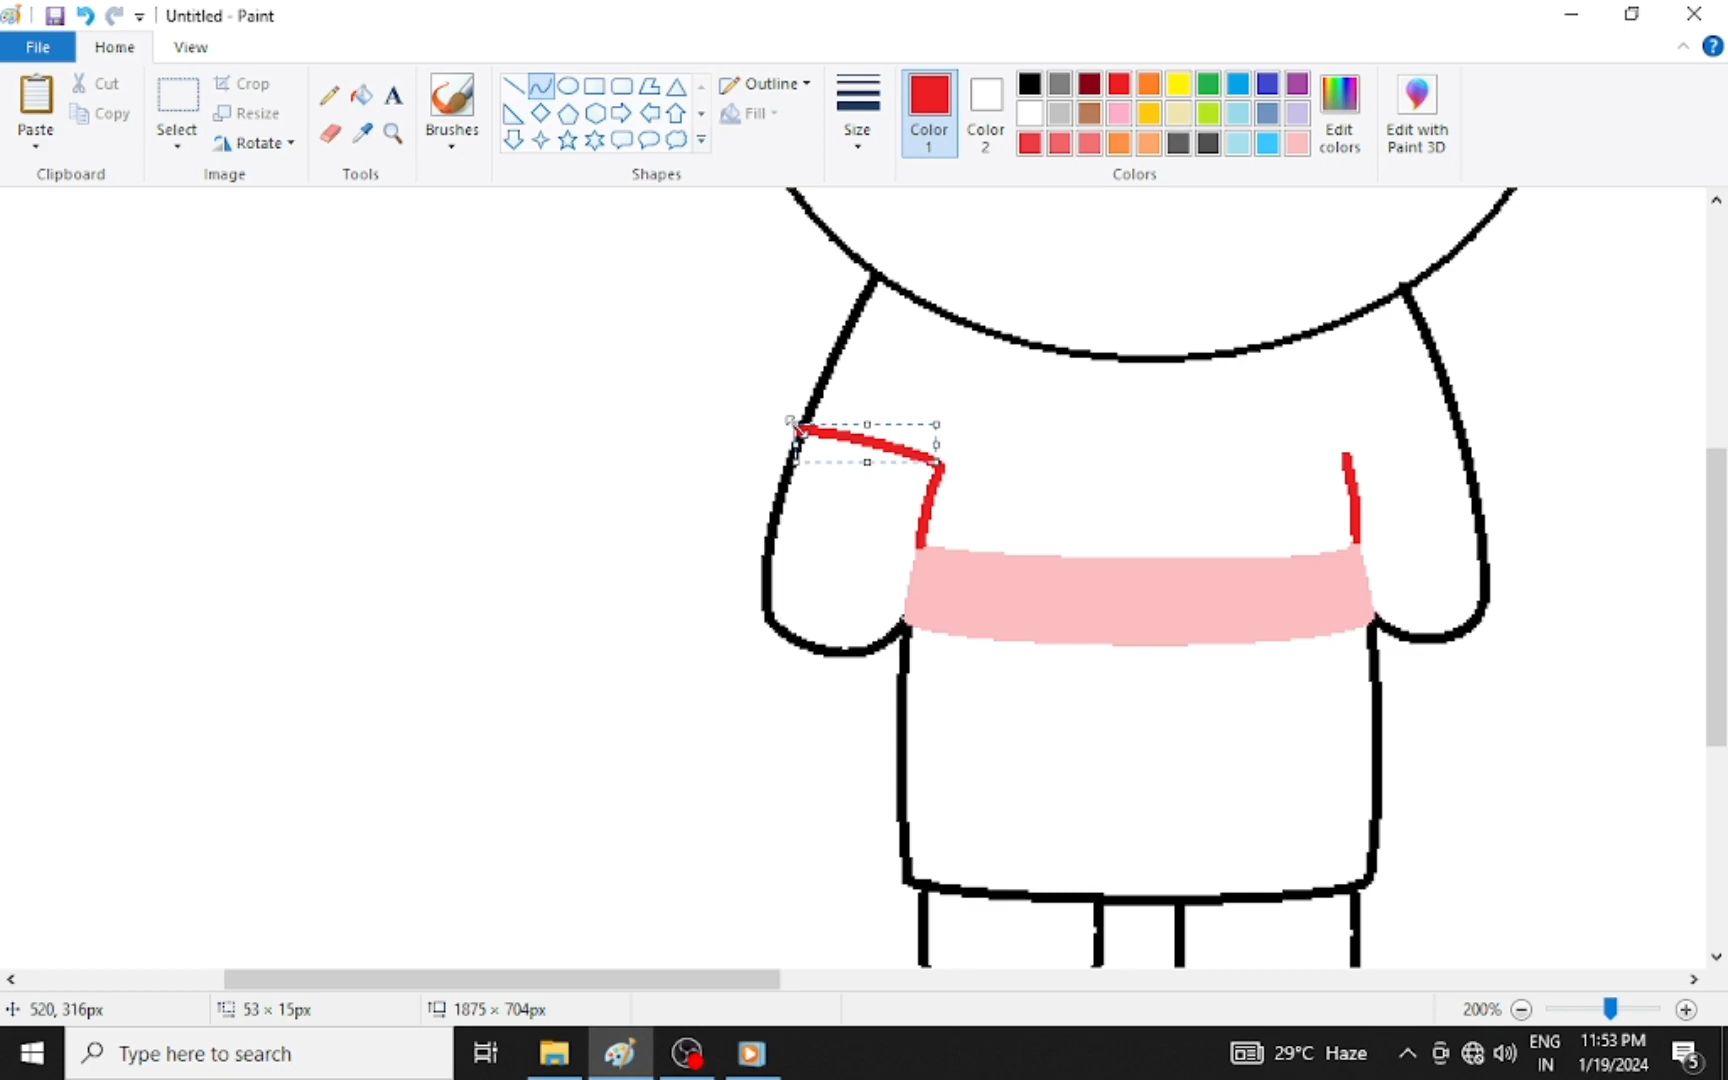 Untitled - Paint
File Home View
Paste Cut Copy Clipboard
Select Crop Resize Rotate Image
Tools
Brushes
Outline Fill Shapes
Size
Color 1 Color 2 Edit colors Colors
Edit with Paint 3D
520, 316px 53 × 15px 1875 × 704px 200%
Type here to search 29°C Haze ENG IN 11:53 PM 1/19/2024 5